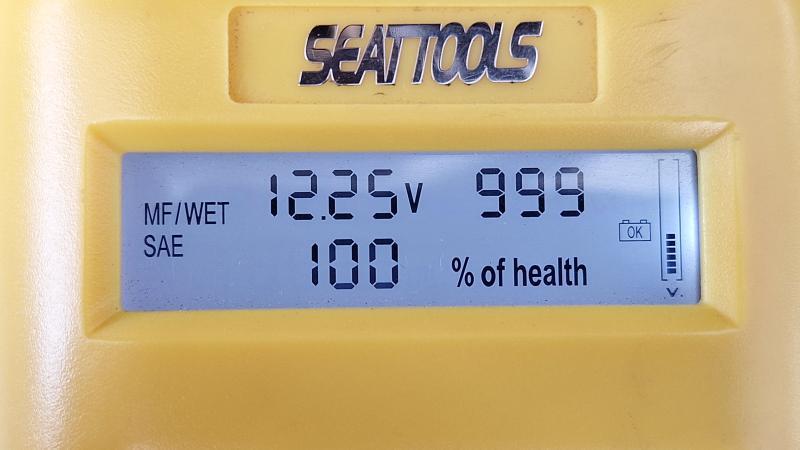 SEATTOOLS
MF/WET 12.25V 999
SAE 100 % of health
OK
V.